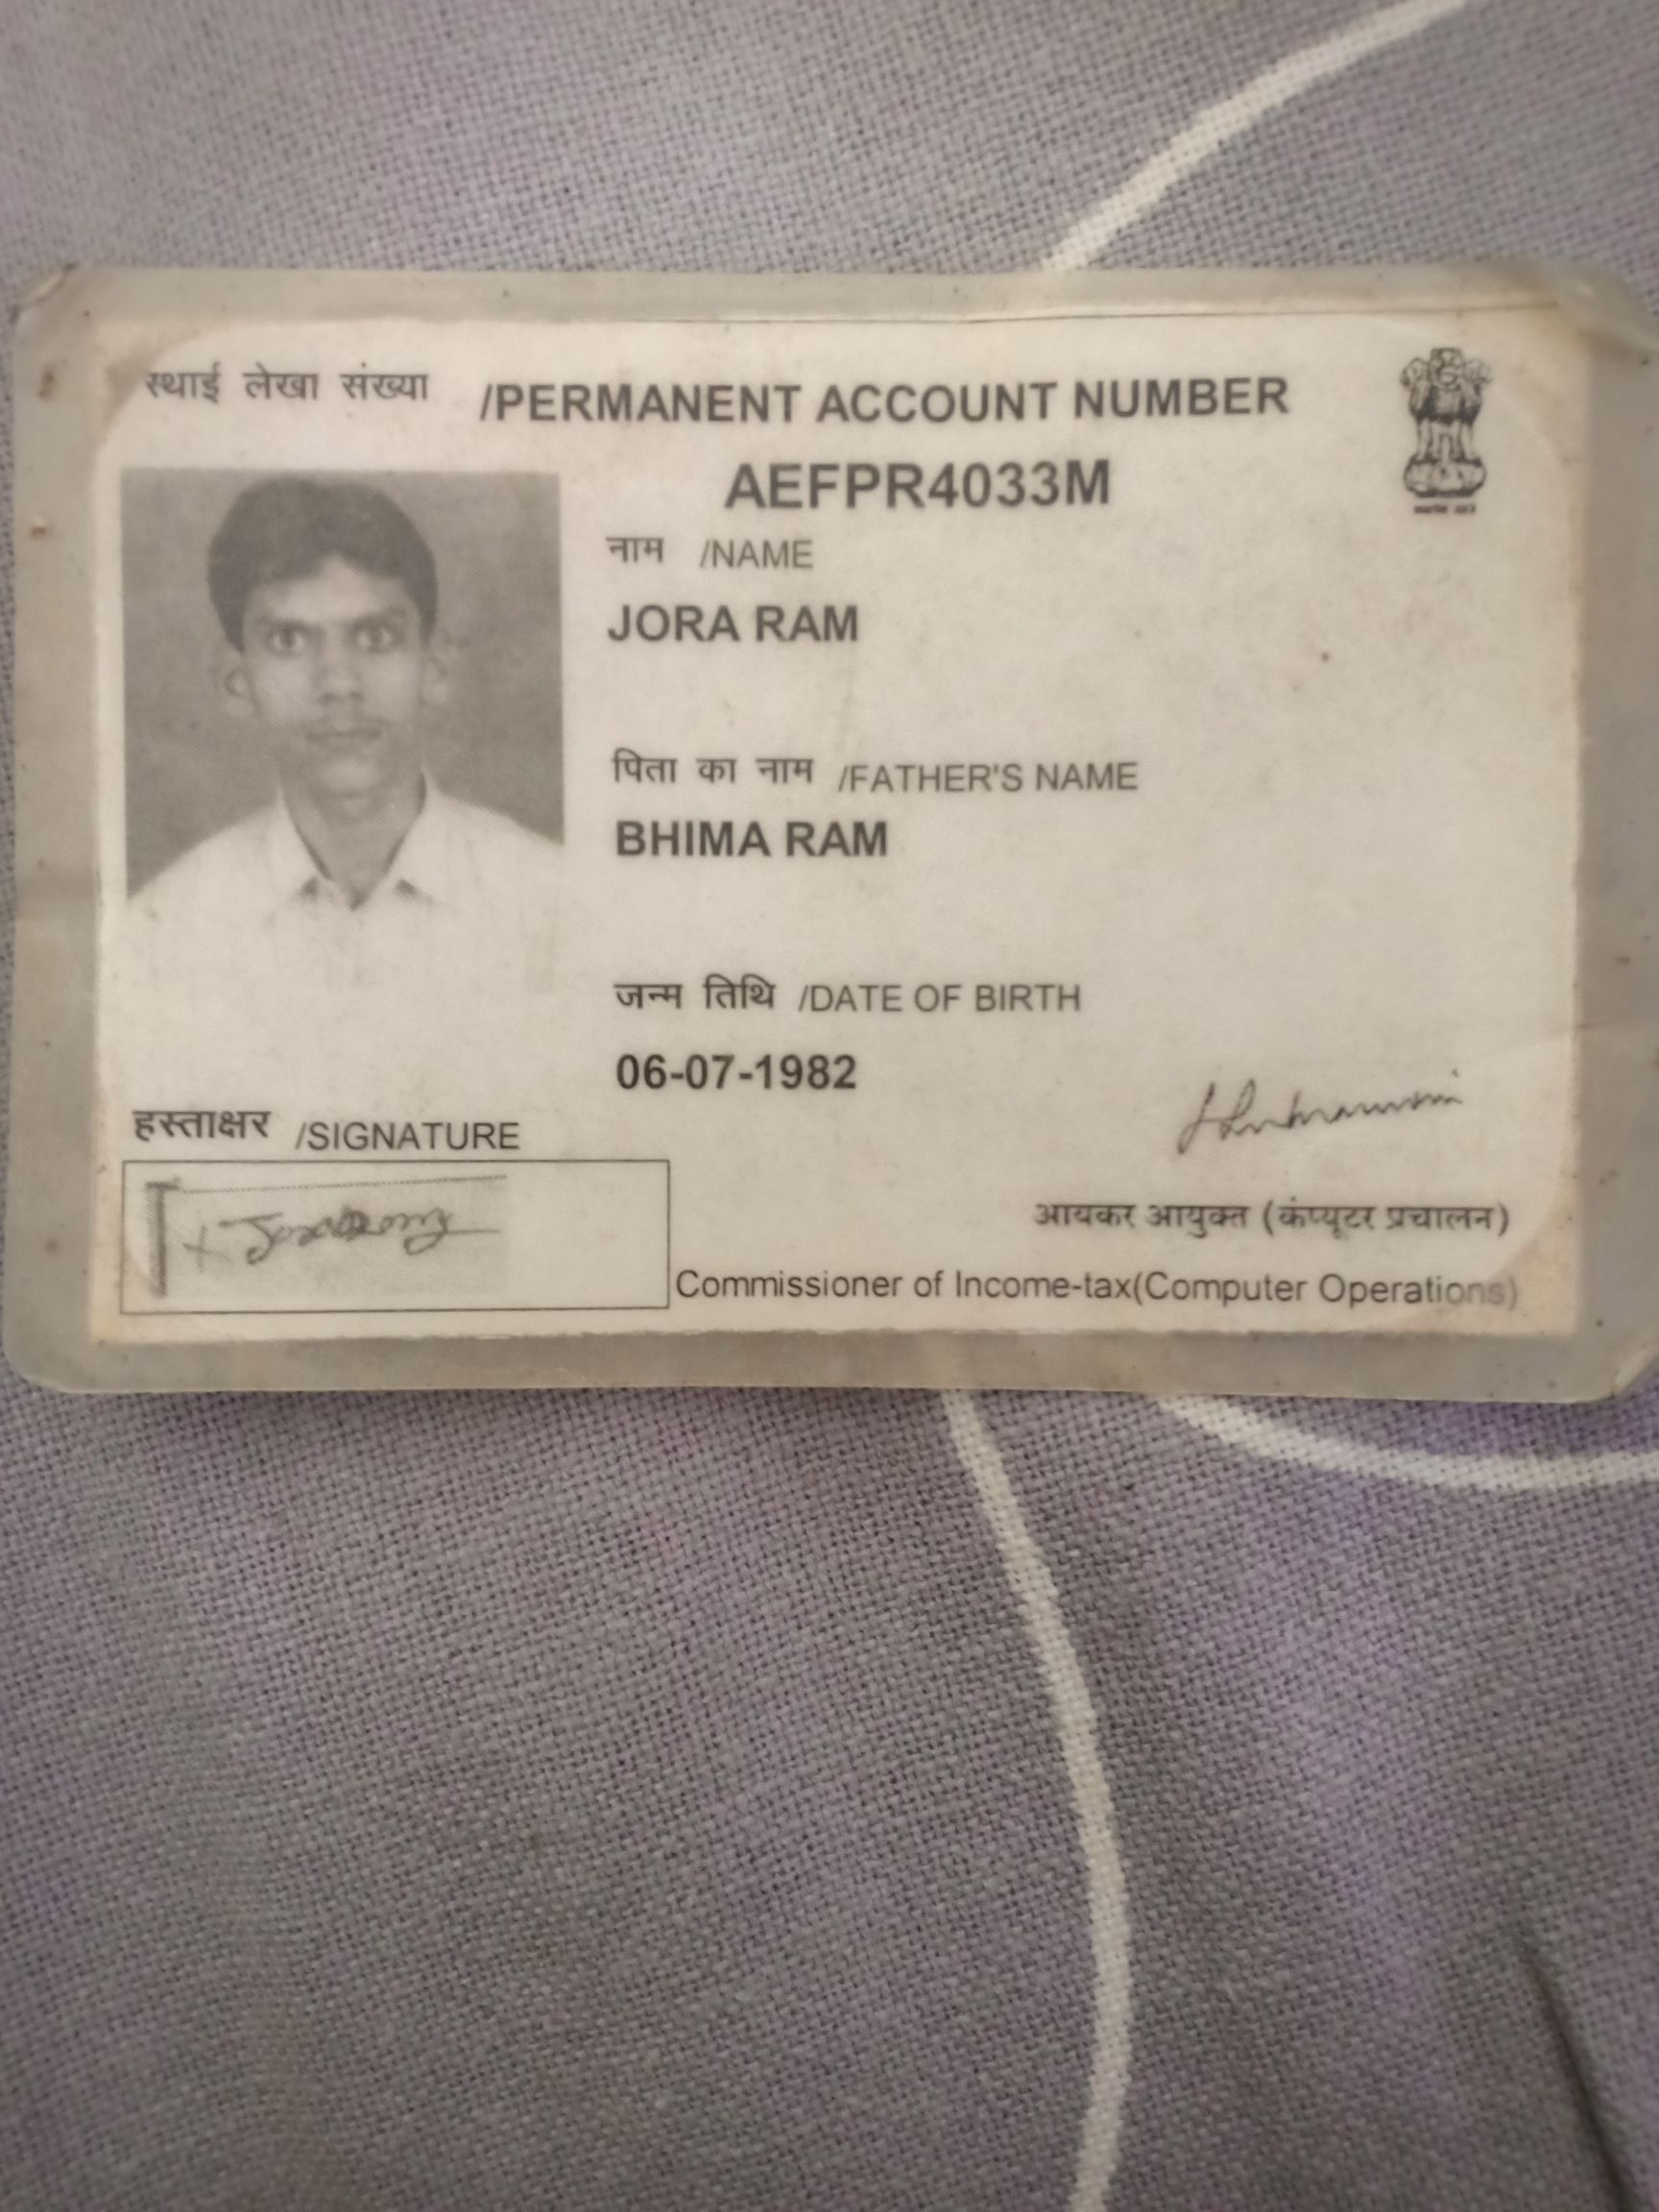 स्थाई लेखा संख्या /PERMANENT ACCOUNT NUMBER
AEFPR4033M
नाम /NAME
JORA RAM
पिता का नाम /FATHER'S NAME
BHIMA RAM
जन्म तिथि /DATE OF BIRTH
06-07-1982
हस्ताक्षर /SIGNATURE
आयकर आयुक्त (कंप्यूटर प्रचालन)
Commissioner of Income-tax(Computer Operations)